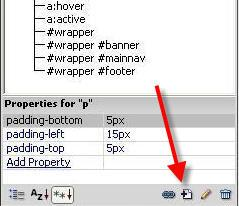 a:hover
a:active
#wrapper
#wrapper #banner
#wrapper #mainnav
#wrapper #footer
Properties for "p"
padding-bottom 5px
padding-left 15px
padding-top 5px
Add Property
Az↓ **↓